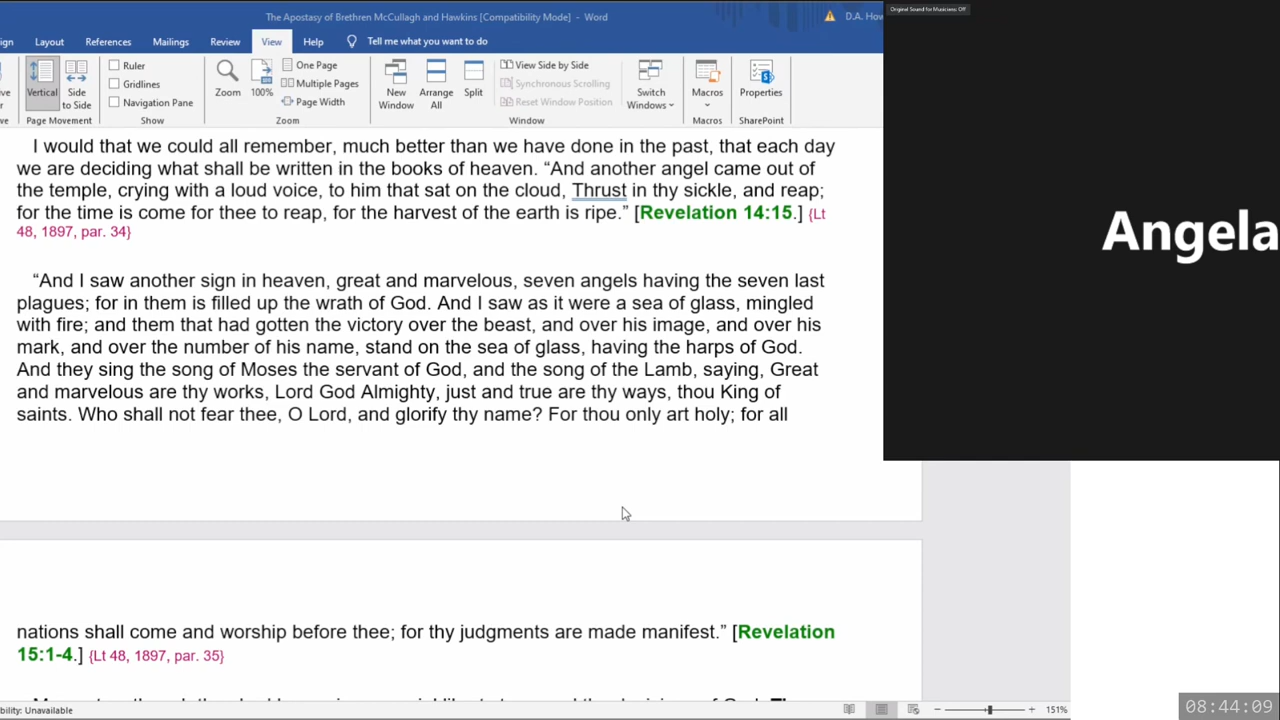 The Apostasy of Brethren McCullagh and Hawkins [Compatibility Mode] - Word
D.A. How
Original Sound for Musicians: Off
ign Layout References Mailings Review View Help Tell me what you want to do
Vertical
Side to Side
Page Movement
Ruler
Gridlines
Navigation Pane
Show
Zoom
100%
One Page
Multiple Pages
Page Width
Zoom
New Window
Arrange All
Split
View Side by Side
Synchronous Scrolling
Reset Window Position
Window
Switch Windows
Macros
Macros
Properties
SharePoint
I would that we could all remember, much better than we have done in the past, that each day
we are deciding what shall be written in the books of heaven. “And another angel came out of
the temple, crying with a loud voice, to him that sat on the cloud, Thrust in thy sickle, and reap;
for the time is come for thee to reap, for the harvest of the earth is ripe.” [Revelation 14:15.] {Lt
48, 1897, par. 34}
“And I saw another sign in heaven, great and marvelous, seven angels having the seven last
plagues; for in them is filled up the wrath of God. And I saw as it were a sea of glass, mingled
with fire; and them that had gotten the victory over the beast, and over his image, and over his
mark, and over the number of his name, stand on the sea of glass, having the harps of God.
And they sing the song of Moses the servant of God, and the song of the Lamb, saying, Great
and marvelous are thy works, Lord God Almighty, just and true are thy ways, thou King of
saints. Who shall not fear thee, O Lord, and glorify thy name? For thou only art holy; for all
nations shall come and worship before thee; for thy judgments are made manifest.” [Revelation
15:1-4.] {Lt 48, 1897, par. 35}
Angela
bility: Unavailable
151%
08:44:09